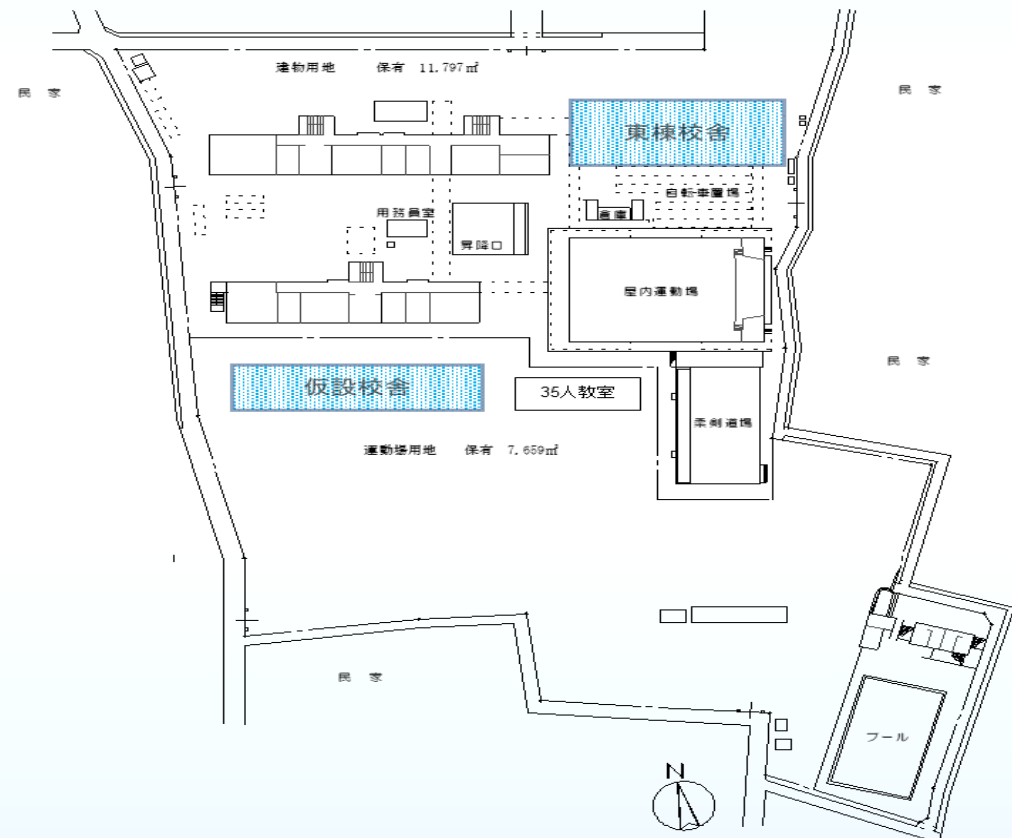 建物用地 保有 11.797㎡
民 家
民 家
東棟校舎
自転車置場
用務員室
倉庫
昇降口
屋内運動場
民 家
仮設校舎
35人教室
柔剣道場
運動場用地 保有 7.659㎡
民 家
プール
N